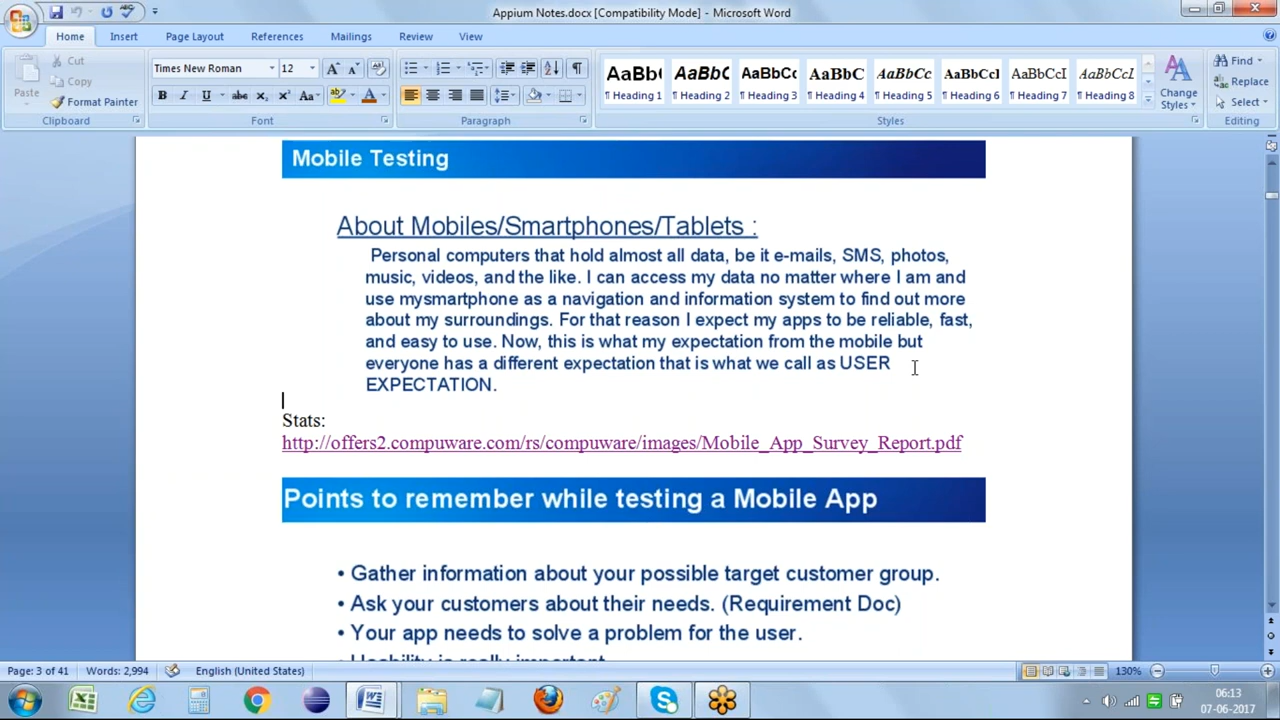 Appium Notes.docx [Compatibility Mode] - Microsoft Word
Home Insert Page Layout References Mailings Review View
Cut
Copy
Paste
Format Painter
Clipboard
Times New Roman 12
Font
Paragraph
AaBb( AaBbC AaBbCc AaBbC AaBbCc AaBbCcI AaBbCcI AaBbCcI
¶ Heading 1 ¶ Heading 2 ¶ Heading 3 ¶ Heading 4 ¶ Heading 5 ¶ Heading 6 ¶ Heading 7 ¶ Heading 8
Change
Styles
Styles
Find
Replace
Select
Editing
Mobile Testing
About Mobiles/Smartphones/Tablets :
Personal computers that hold almost all data, be it e-mails, SMS, photos,
music, videos, and the like. I can access my data no matter where I am and
use mysmartphone as a navigation and information system to find out more
about my surroundings. For that reason I expect my apps to be reliable, fast,
and easy to use. Now, this is what my expectation from the mobile but
everyone has a different expectation that is what we call as USER
EXPECTATION.
Stats:
http://offers2.compuware.com/rs/compuware/images/Mobile_App_Survey_Report.pdf
Points to remember while testing a Mobile App
• Gather information about your possible target customer group.
• Ask your customers about their needs. (Requirement Doc)
• Your app needs to solve a problem for the user.
• Usability is really important
Page: 3 of 41 Words: 2,994 English (United States) 130%
06:13
07-06-2017